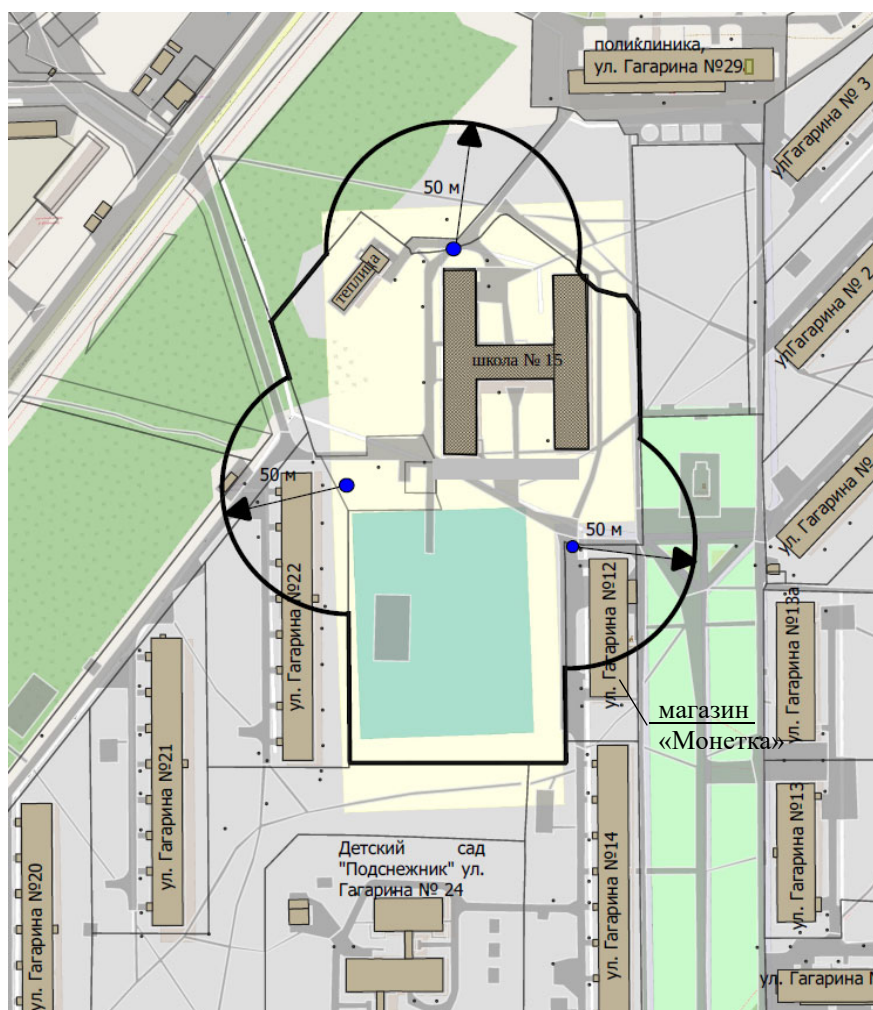 поликлиника,
ул. Гагарина №29
улГагарина № 3
50 м
теплица
улГагарина № 2
школа № 15
50 м
50 м
ул. Гагарина №
ул. Гагарина №22
ул. Гагарина №12
ул. Гагарина №13а
магазин
«Монетка»
ул. Гагарина №21
ул. Гагарина №13
ул. Гагарина №14
Детский сад
"Подснежник" ул.
Гагарина № 24
ул. Гагарина №20
ул. Гагарина